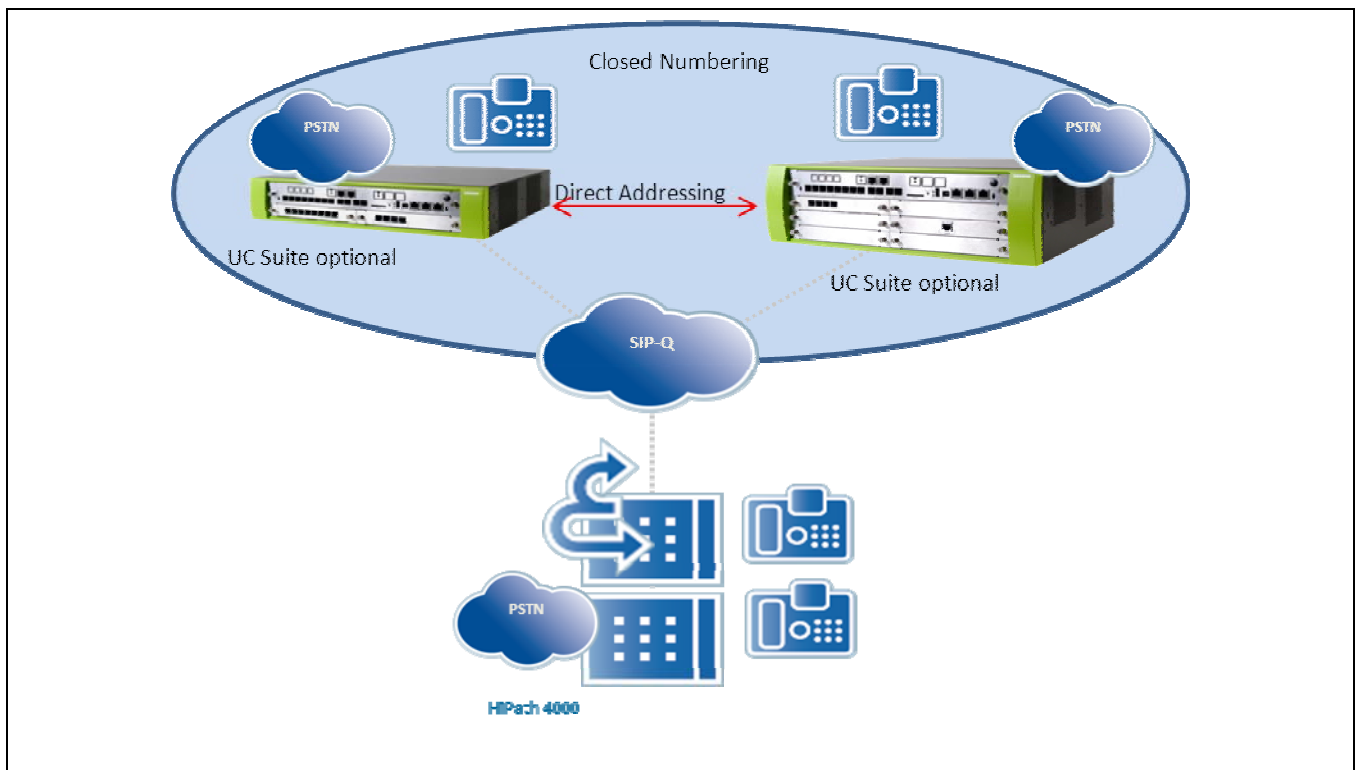 Closed Numbering
PSTN
PSTN
Direct Addressing
UC Suite optional
UC Suite optional
SIP-Q
PSTN
HiPath 4000